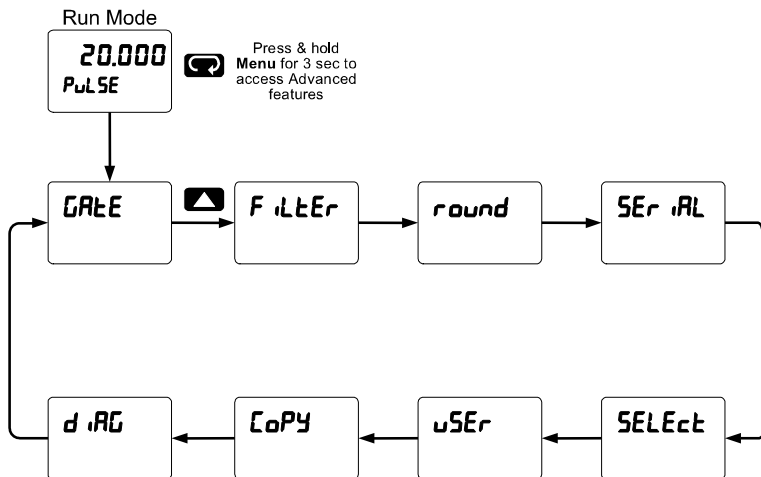 Run Mode
20.000
PuLSE
Press & hold
Menu for 3 sec to
access Advanced
features
GAtE
FiLtEr
round
SEriAL
diAG
CoPY
uSEr
SELEct